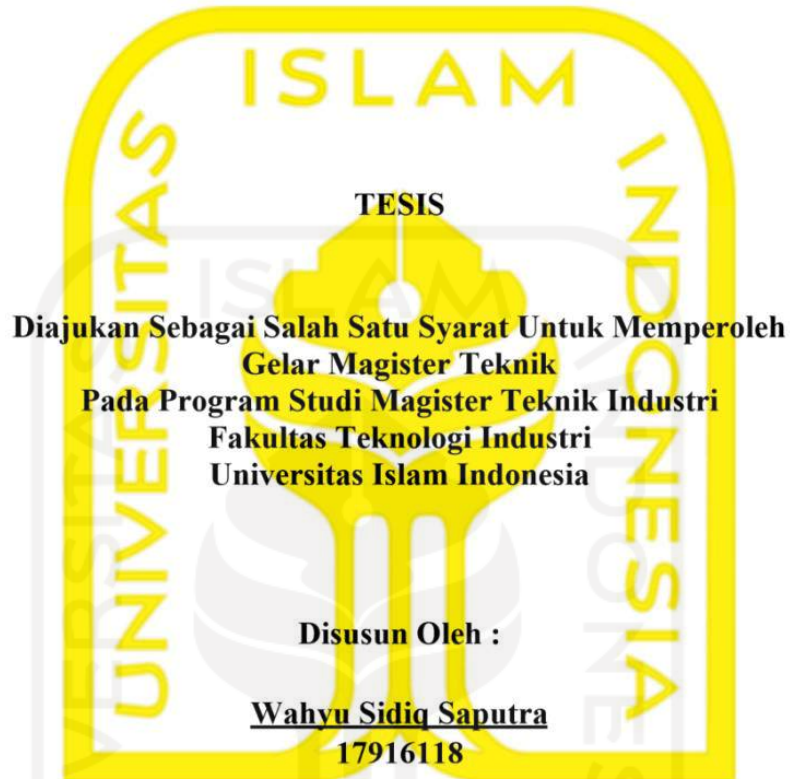 ISLAM
UNIVERSITAS
INDONESIA
TESIS
ISLAM
Diajukan Sebagai Salah Satu Syarat Untuk Memperoleh
Gelar Magister Teknik
Pada Program Studi Magister Teknik Industri
Fakultas Teknologi Industri
Universitas Islam Indonesia
Disusun Oleh :
Wahyu Sidiq Saputra
17916118